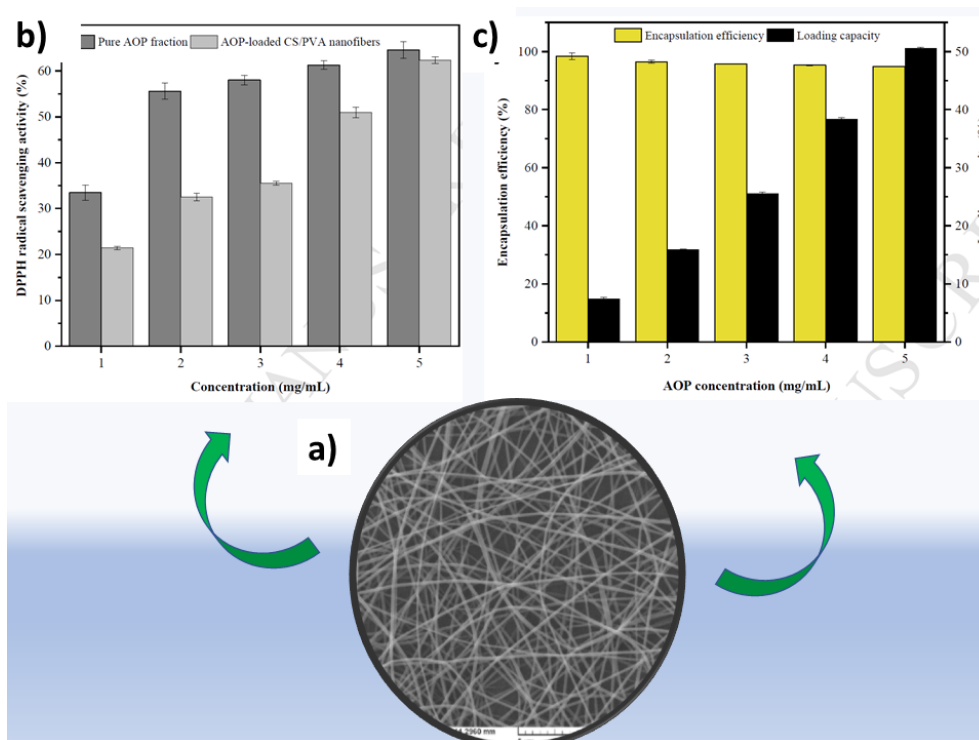 b)
Pure AOP fraction
AOP-loaded CS/PVA nanofibers
DPPH radical scavenging activity (%)
60
50
40
30
20
10
0
1 2 3 4 5
Concentration (mg/mL)
c)
Encapsulation efficiency
Loading capacity
Encapsulation efficiency (%)
100
80
60
40
20
0
50
40
30
20
10
0
1 2 3 4 5
AOP concentration (mg/mL)
a)
2960 mm